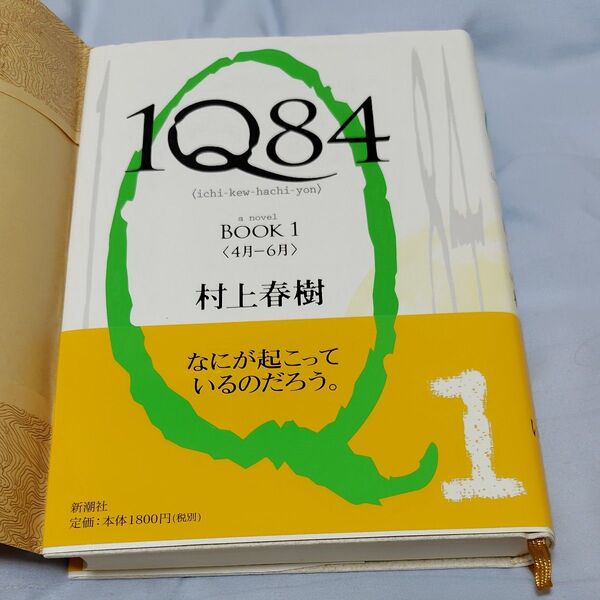 1Q84
〈ichi-kew-hachi-yon〉
a novel
BOOK 1
〈4月-6月〉
村上春樹
なにが起こって
いるのだろう。
Q
1
新潮社
定価:本体1800円(税別)